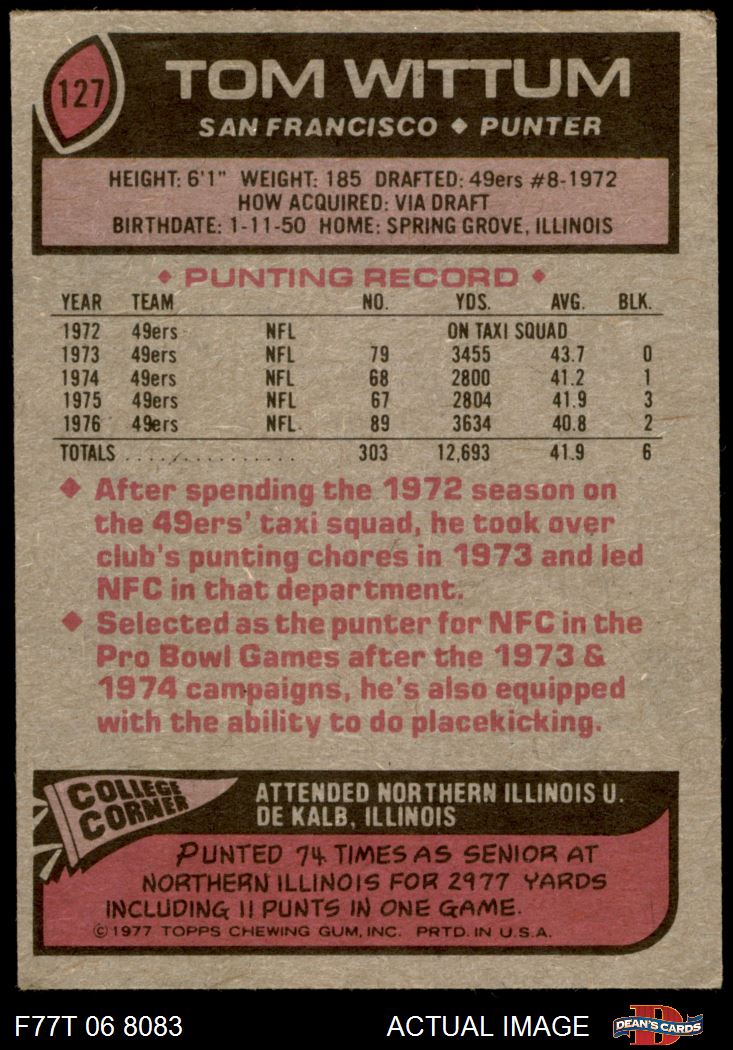 127
TOM WITTUM
SAN FRANCISCO ◆ PUNTER
HEIGHT: 6'1" WEIGHT: 185 DRAFTED: 49ers #8-1972
HOW ACQUIRED: VIA DRAFT
BIRTHDATE: 1-11-50 HOME: SPRING GROVE, ILLINOIS
◆ PUNTING RECORD ◆
YEAR TEAM NO. YDS. AVG. BLK.
1972 49ers NFL ON TAXI SQUAD
1973 49ers NFL 79 3455 43.7 0
1974 49ers NFL 68 2800 41.2 1
1975 49ers NFL 67 2804 41.9 3
1976 49ers NFL 89 3634 40.8 2
TOTALS . . . . . . . . . . . . . . . 303 12,693 41.9 6
◆ After spending the 1972 season on
the 49ers' taxi squad, he took over
club's punting chores in 1973 and led
NFC in that department.
◆ Selected as the punter for NFC in the
Pro Bowl Games after the 1973 &
1974 campaigns, he's also equipped
with the ability to do placekicking.
COLLEGE
CORNER
ATTENDED NORTHERN ILLINOIS U.
DE KALB, ILLINOIS
PUNTED 74 TIMES AS SENIOR AT
NORTHERN ILLINOIS FOR 2977 YARDS
INCLUDING 11 PUNTS IN ONE GAME.
©1977 TOPPS CHEWING GUM, INC. PRTD. IN U.S.A.
F77T 06 8083 ACTUAL IMAGE
D
DEAN'S CARDS